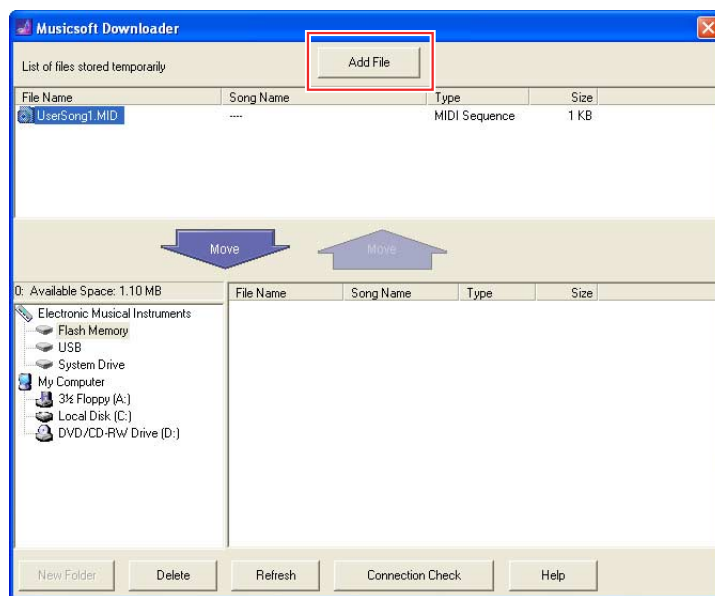 Musicsoft Downloader
List of files stored temporarily
Add File
File Name Song Name Type Size
UserSong1.MID ---- MIDI Sequence 1 KB
Move Move
0: Available Space: 1.10 MB
File Name Song Name Type Size
Electronic Musical Instruments
Flash Memory
USB
System Drive
My Computer
3½ Floppy (A:)
Local Disk (C:)
DVD/CD-RW Drive (D:)
New Folder Delete Refresh Connection Check Help